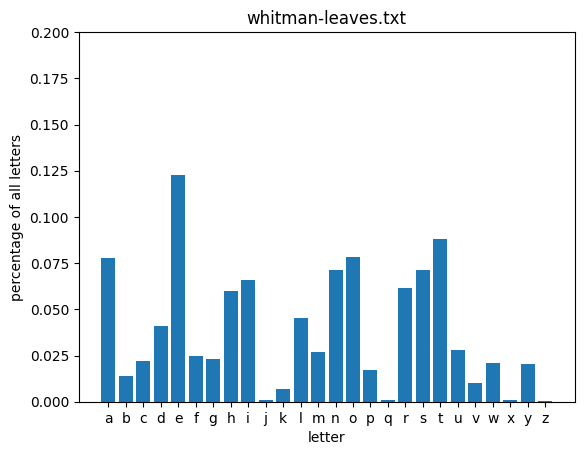 whitman-leaves.txt
percentage of all letters
0.200
0.175
0.150
0.125
0.100
0.075
0.050
0.025
0.000
a b c d e f g h i j k l m n o p q r s t u v w x y z
letter